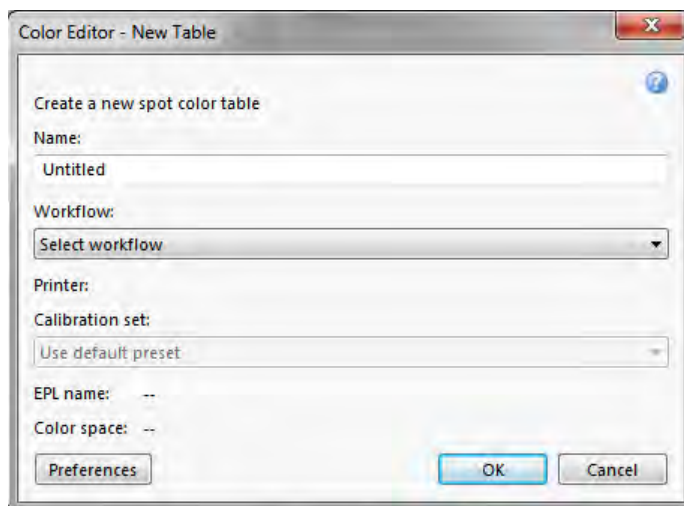 Color Editor - New Table
Create a new spot color table
Name:
Untitled
Workflow:
Select workflow
Printer:
Calibration set:
Use default preset
EPL name: --
Color space: --
Preferences OK Cancel